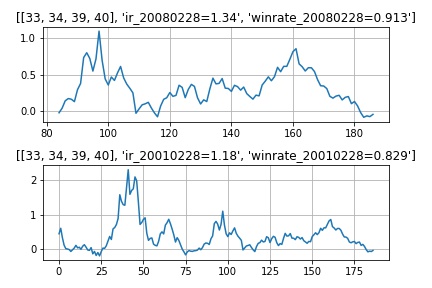 [[33, 34, 39, 40], 'ir_20080228=1.34', 'winrate_20080228=0.913']
1.0
0.5
0.0
80 100 120 140 160 180
[[33, 34, 39, 40], 'ir_20010228=1.18', 'winrate_20010228=0.829']
2
1
0
0 25 50 75 100 125 150 175